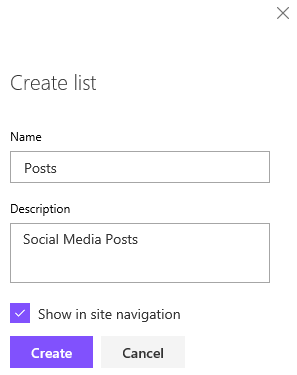 Create list
Name
Posts
Description
Social Media Posts
Show in site navigation
Create Cancel